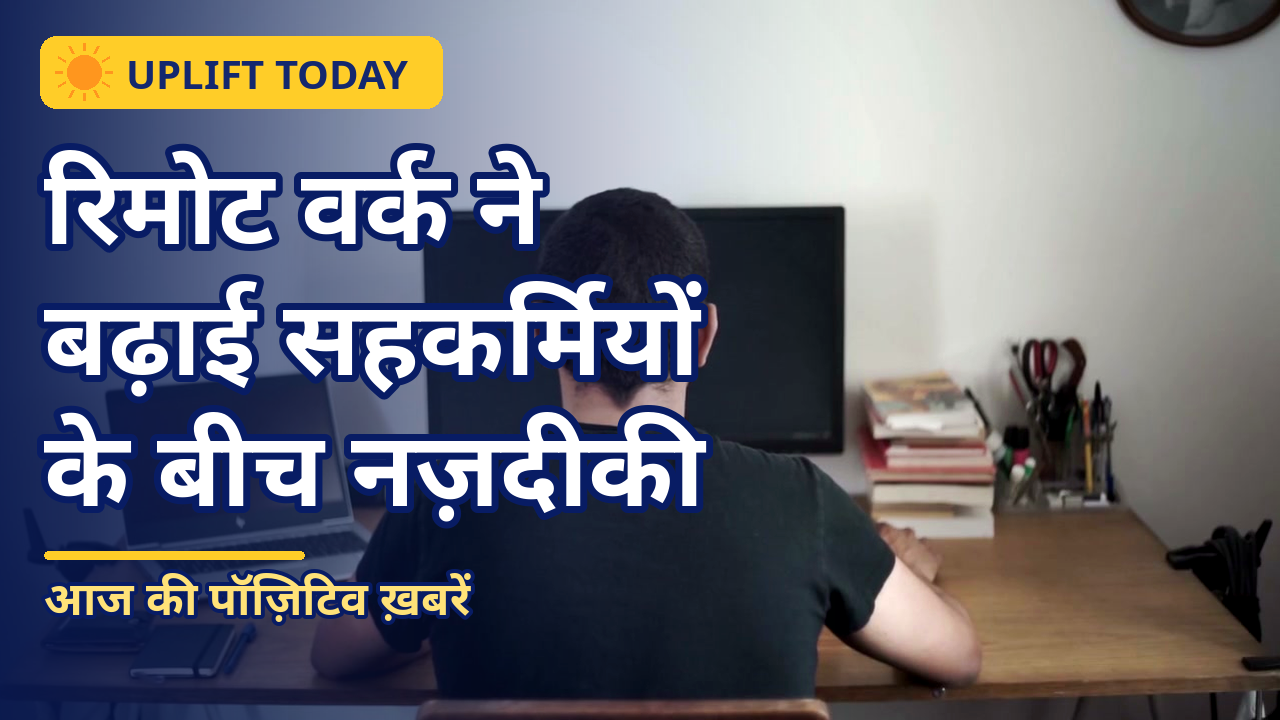 UPLIFT TODAY
रिमोट वर्क ने
बढ़ाई सहकर्मियों
के बीच नज़दीकी
आज की पॉज़िटिव ख़बरें